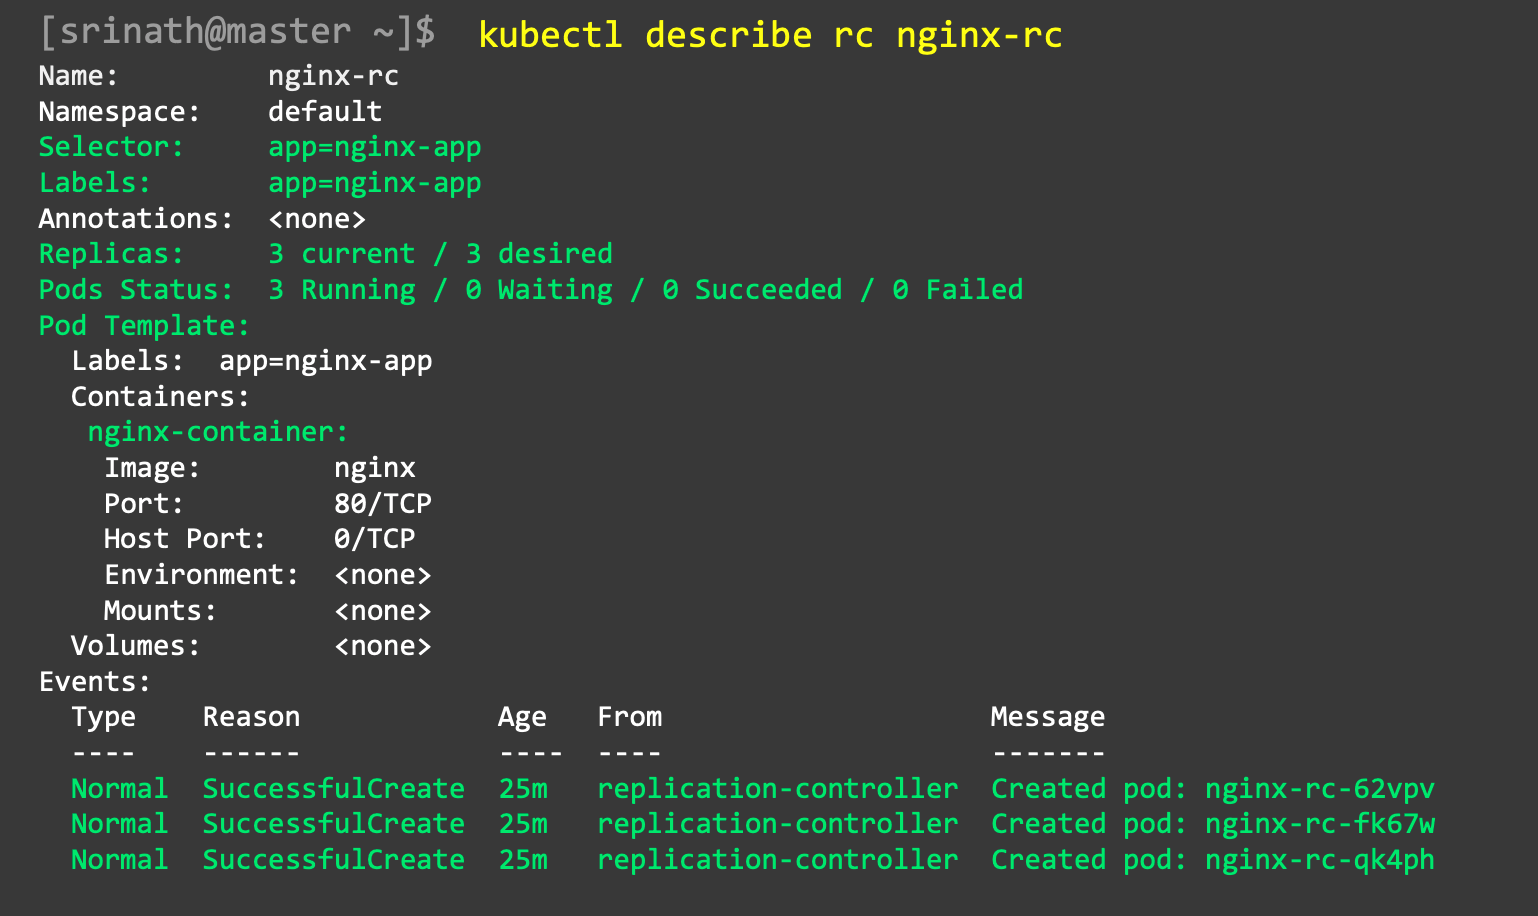 [srinath@master ~]$ kubectl describe rc nginx-rc
Name:         nginx-rc
Namespace:    default
Selector:     app=nginx-app
Labels:       app=nginx-app
Annotations:  <none>
Replicas:     3 current / 3 desired
Pods Status:  3 Running / 0 Waiting / 0 Succeeded / 0 Failed
Pod Template:
  Labels:  app=nginx-app
  Containers:
   nginx-container:
    Image:        nginx
    Port:         80/TCP
    Host Port:    0/TCP
    Environment:  <none>
    Mounts:       <none>
  Volumes:        <none>
Events:
  Type    Reason            Age   From                    Message
  ----    ------            ----  ----                    -------
  Normal  SuccessfulCreate  25m   replication-controller  Created pod: nginx-rc-62vpv
  Normal  SuccessfulCreate  25m   replication-controller  Created pod: nginx-rc-fk67w
  Normal  SuccessfulCreate  25m   replication-controller  Created pod: nginx-rc-qk4ph